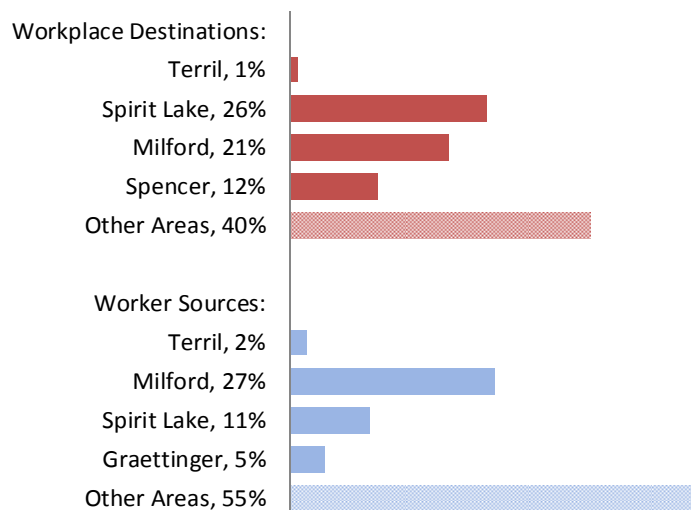 Workplace Destinations:
Terril, 1%
Spirit Lake, 26%
Milford, 21%
Spencer, 12%
Other Areas, 40%
Worker Sources:
Terril, 2%
Milford, 27%
Spirit Lake, 11%
Graettinger, 5%
Other Areas, 55%